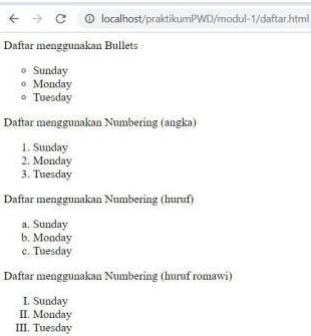 localhost/praktikumPWD/modul-1/daftar.html
Daftar menggunakan Bullets
Sunday
Monday
Tuesday
Daftar menggunakan Numbering (angka)
1. Sunday
2. Monday
3. Tuesday
Daftar menggunakan Numbering (huruf)
a. Sunday
b. Monday
c. Tuesday
Daftar menggunakan Numbering (huruf romawi)
I. Sunday
II. Monday
III. Tuesday